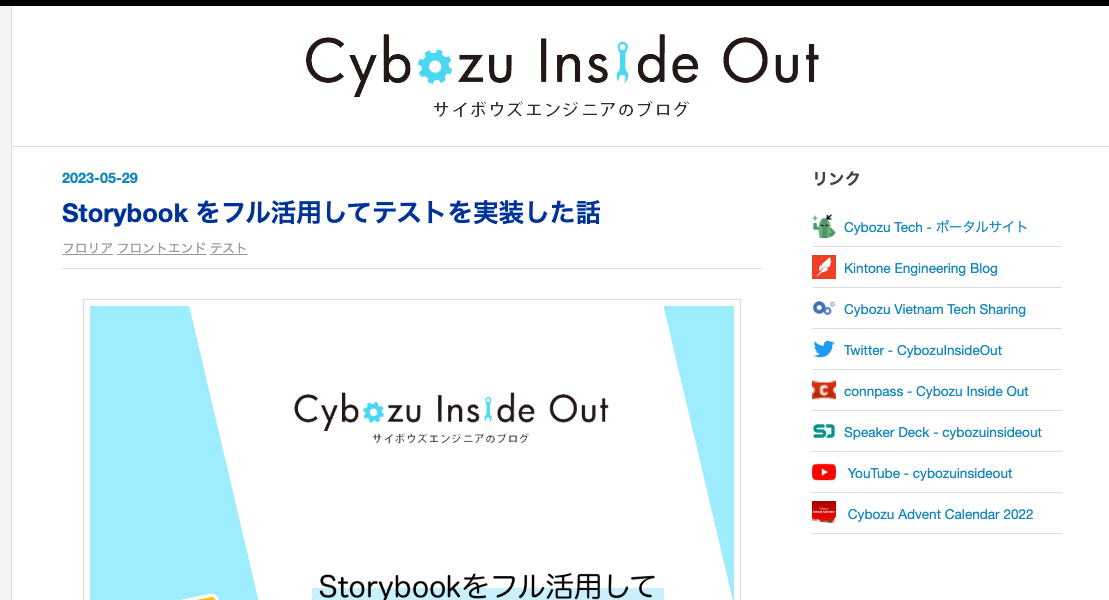 Cybozu Inside Out
サイボウズエンジニアのブログ
2023-05-29
Storybook をフル活用してテストを実装した話
フロリア フロントエンド テスト
Cybozu Inside Out
サイボウズエンジニアのブログ
Storybookをフル活用して
リンク
Cybozu Tech - ポータルサイト
Kintone Engineering Blog
Cybozu Vietnam Tech Sharing
Twitter - CybozuInsideOut
connpass - Cybozu Inside Out
Speaker Deck - cybozuinsideout
YouTube - cybozuinsideout
Cybozu Advent Calendar 2022